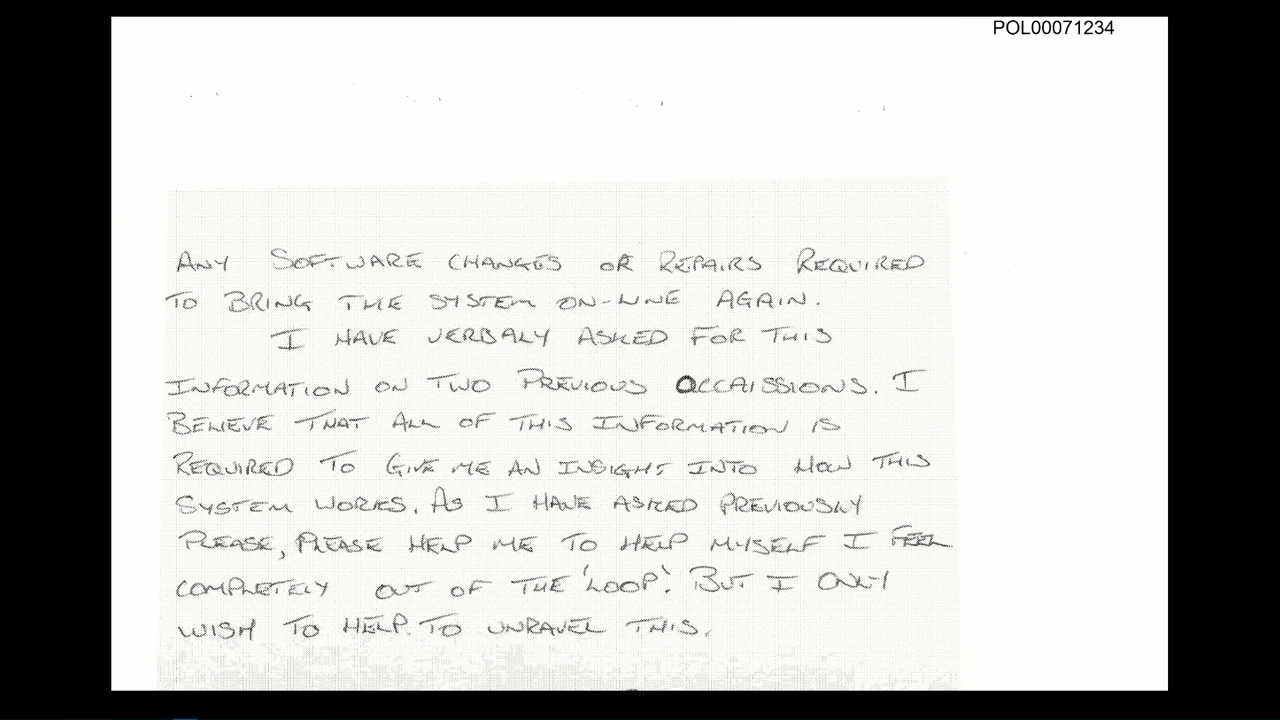 POL00071234
ANY SOFTWARE CHANGES OR REPAIRS REQUIRED
TO BRING THE SYSTEM ON-LINE AGAIN.
I HAVE VERBALY ASKED FOR THIS
INFORMATION ON TWO PREVIOUS OCCAISSIONS. I
BELIEVE THAT ALL OF THIS INFORMATION IS
REQUIRED TO GIVE ME AN INSIGHT INTO HOW THIS
SYSTEM WORKS. AS I HAVE ASKED PREVIOUSLY
PLEASE, PLEASE HELP ME TO HELP MYSELF I FEEL
COMPLETELY OUT OF THE 'LOOP'. BUT I ONLY
WISH TO HELP. TO UNRAVEL THIS.